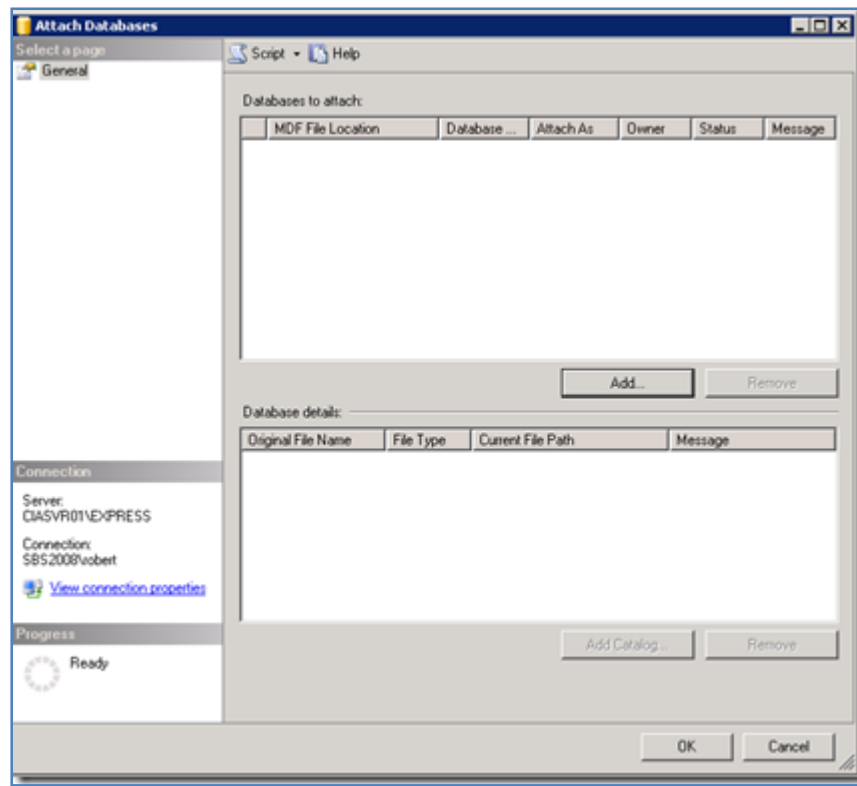 Attach Databases
Select a page
General
Script Help
Databases to attach:
MDF File Location Database ... Attach As Owner Status Message
Add... Remove
Database details:
Original File Name File Type Current File Path Message
Connection
Server:
CIASVR01\EXPRESS
Connection:
SBS2008\robert
View connection properties
Progress
Ready
Add Catalog... Remove
OK Cancel